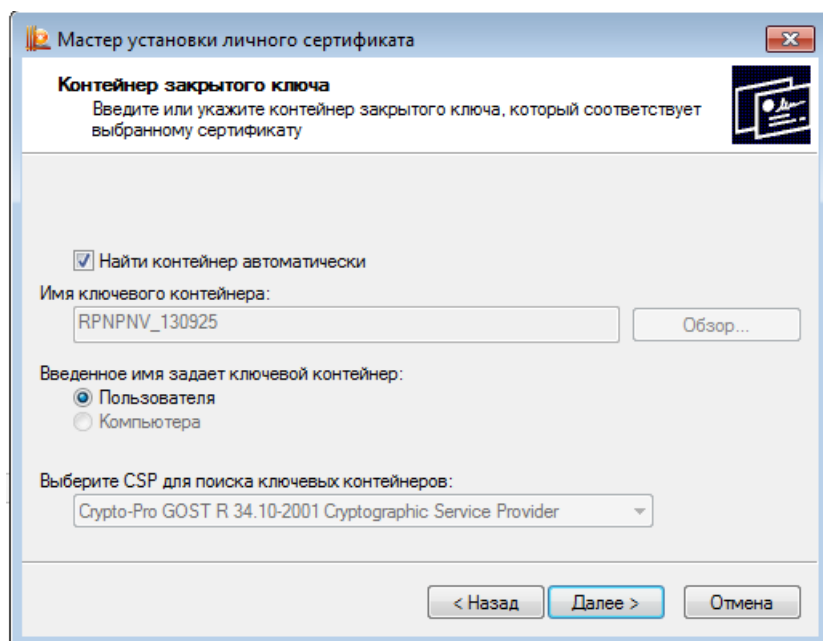 Мастер установки личного сертификата
Контейнер закрытого ключа
Введите или укажите контейнер закрытого ключа, который соответствует
выбранному сертификату
Найти контейнер автоматически
Имя ключевого контейнера:
RPNPNV_130925
Обзор...
Введенное имя задает ключевой контейнер:
Пользователя
Компьютера
Выберите CSP для поиска ключевых контейнеров:
Crypto-Pro GOST R 34.10-2001 Cryptographic Service Provider
< Назад
Далее >
Отмена